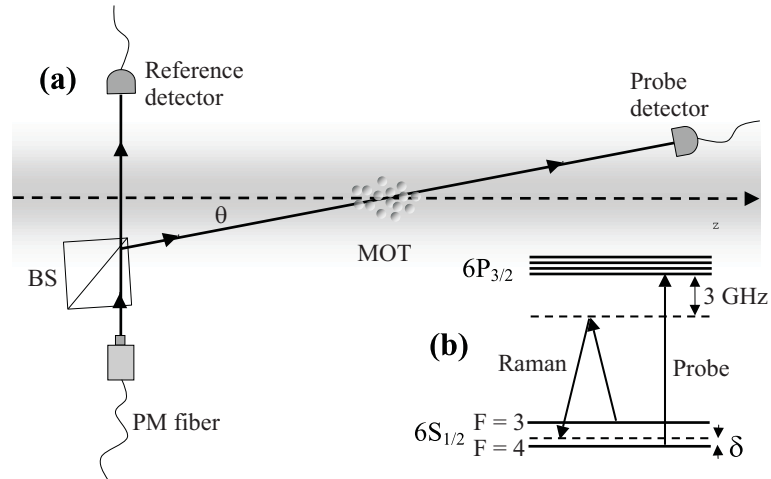 (a)
Reference
detector
Probe
detector
θ
z
MOT
BS
PM fiber
6P3/2
3 GHz
(b)
Raman
Probe
F = 3
6S1/2
F = 4
δ